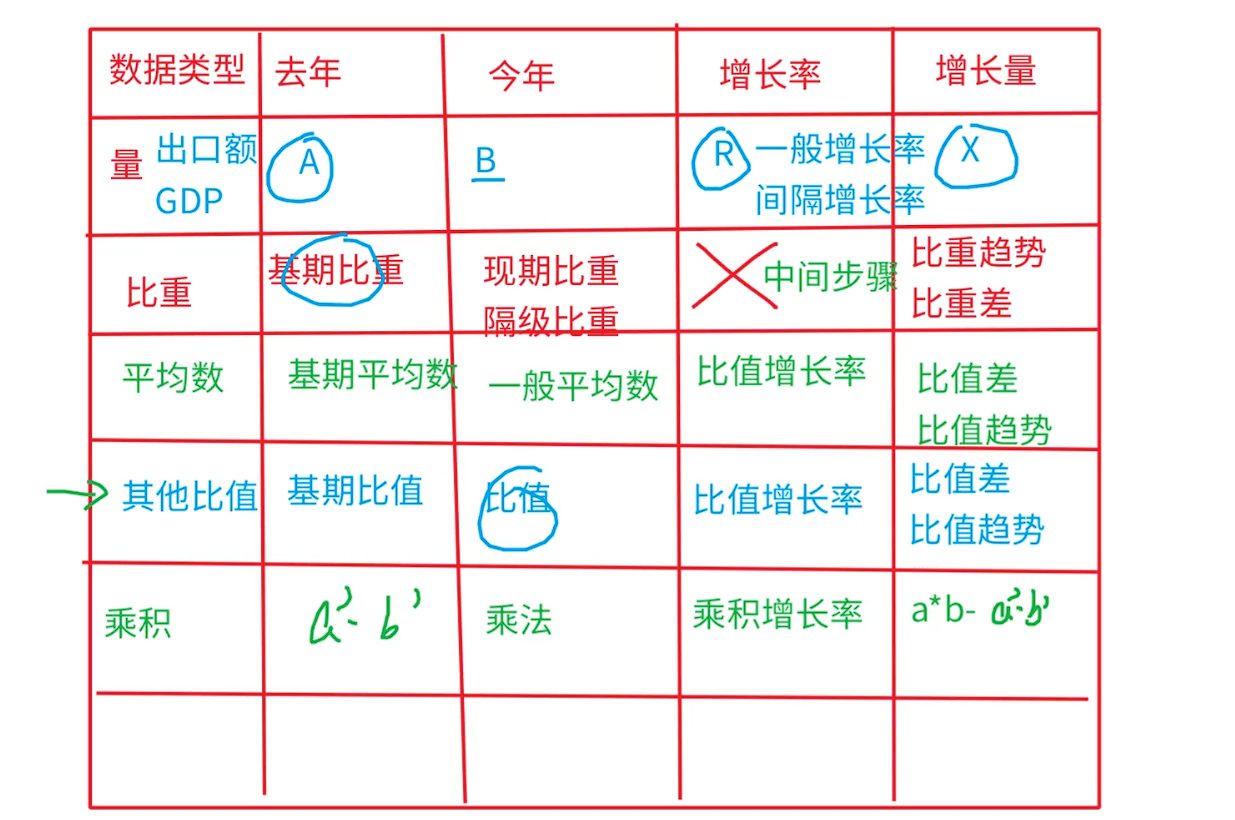 数据类型 去年 今年 增长率 增长量
量 出口额 A B R 一般增长率 X
GDP 间隔增长率
比重 基期比重 现期比重 中间步骤 比重趋势
隔级比重 比重差
平均数 基期平均数 一般平均数 比值增长率 比值差
比值趋势
其他比值 基期比值 比值 比值增长率 比值差
比值趋势
乘积 a'·b' 乘法 乘积增长率 a*b- a'·b'